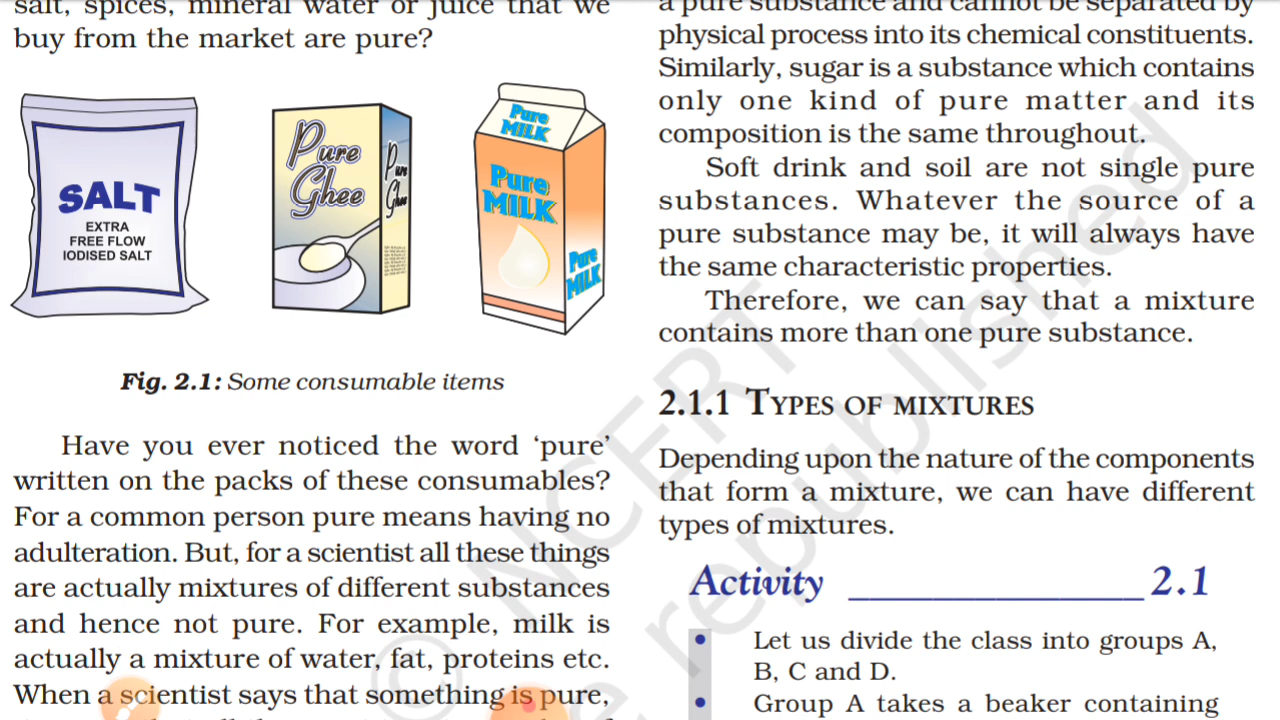 salt, spices, mineral water or juice that we
buy from the market are pure?
SALT
EXTRA
FREE FLOW
IODISED SALT
Pure
Ghee
Pure
Ghee
Pure
MILK
Pure
MILK
Pure
MILK
Fig. 2.1: Some consumable items
Have you ever noticed the word ‘pure’
written on the packs of these consumables?
For a common person pure means having no
adulteration. But, for a scientist all these things
are actually mixtures of different substances
and hence not pure. For example, milk is
actually a mixture of water, fat, proteins etc.
When a scientist says that something is pure,
a pure substance and cannot be separated by
physical process into its chemical constituents.
Similarly, sugar is a substance which contains
only one kind of pure matter and its
composition is the same throughout.
Soft drink and soil are not single pure
substances. Whatever the source of a
pure substance may be, it will always have
the same characteristic properties.
Therefore, we can say that a mixture
contains more than one pure substance.
2.1.1 TYPES OF MIXTURES
Depending upon the nature of the components
that form a mixture, we can have different
types of mixtures.
Activity ______________ 2.1
• Let us divide the class into groups A,
B, C and D.
• Group A takes a beaker containing
© NCERT
republished